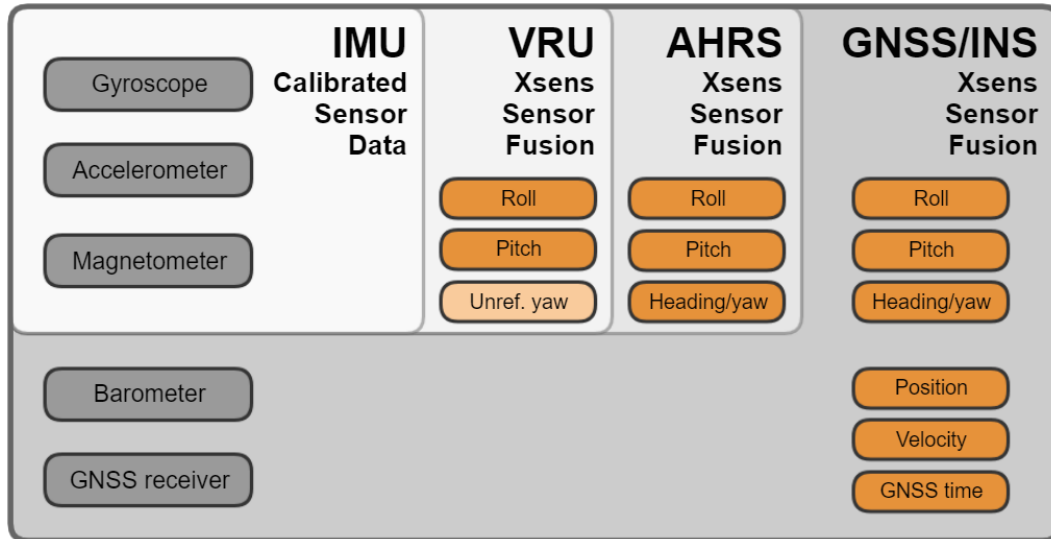 IMU
Calibrated
Sensor
Data
Gyroscope
Accelerometer
Magnetometer
VRU
Xsens
Sensor
Fusion
Roll
Pitch
Unref. yaw
AHRS
Xsens
Sensor
Fusion
Roll
Pitch
Heading/yaw
GNSS/INS
Xsens
Sensor
Fusion
Roll
Pitch
Heading/yaw
Barometer
GNSS receiver
Position
Velocity
GNSS time